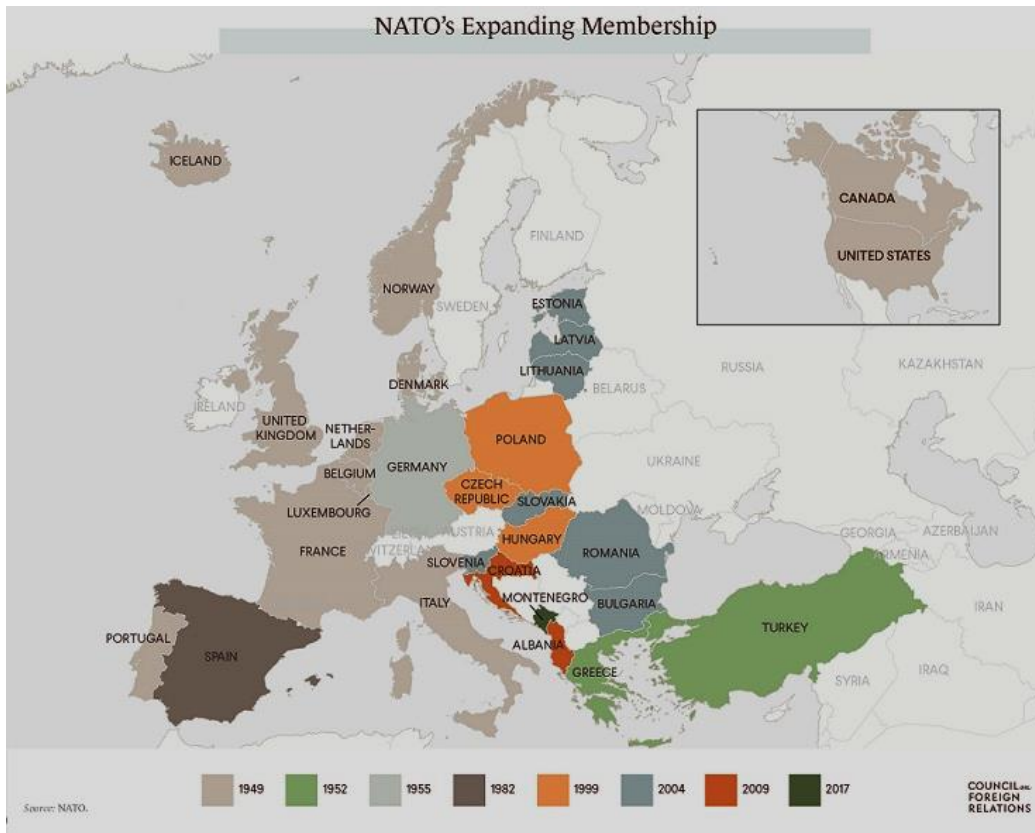 NATO's Expanding Membership
ICELAND
CANADA
UNITED STATES
FINLAND
NORWAY
SWEDEN
ESTONIA
LATVIA
LITHUANIA
RUSSIA
KAZAKHSTAN
DENMARK
BELARUS
IRELAND
UNITED
KINGDOM
NETHER-
LANDS
POLAND
BELGIUM
GERMANY
UKRAINE
CZECH
REPUBLIC
SLOVAKIA
LUXEMBOURG
MOLDOVA
AUSTRIA
HUNGARY
FRANCE
ROMANIA
GEORGIA
AZERBAIJAN
ARMENIA
SLOVENIA
CROATIA
MONTENEGRO
BULGARIA
ITALY
PORTUGAL
SPAIN
ALBANIA
GREECE
TURKEY
IRAN
SYRIA
IRAQ
1949
1952
1955
1982
1999
2004
2009
2017
Source: NATO.
COUNCIL on
FOREIGN
RELATIONS